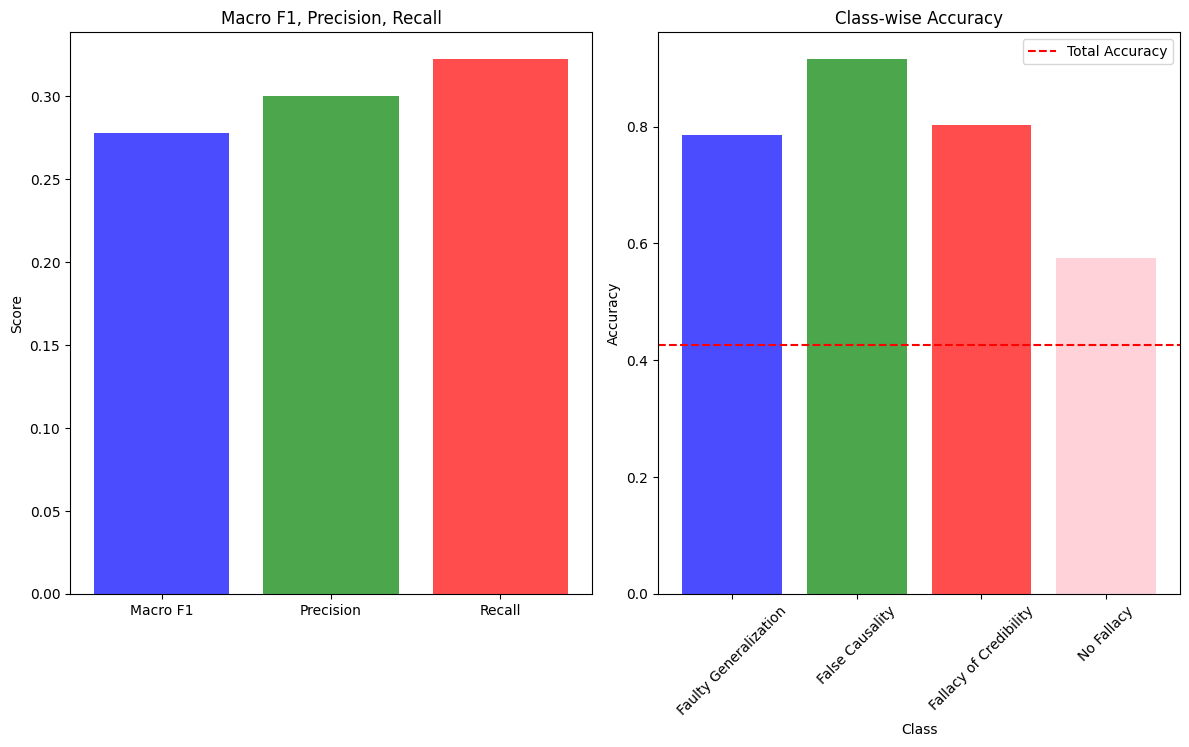 Macro F1, Precision, Recall
Score
0.30
0.25
0.20
0.15
0.10
0.05
0.00
Macro F1 Precision Recall
Class-wise Accuracy
Total Accuracy
Accuracy
0.8
0.6
0.4
0.2
0.0
Faulty Generalization
False Causality
Fallacy of Credibility
No Fallacy
Class